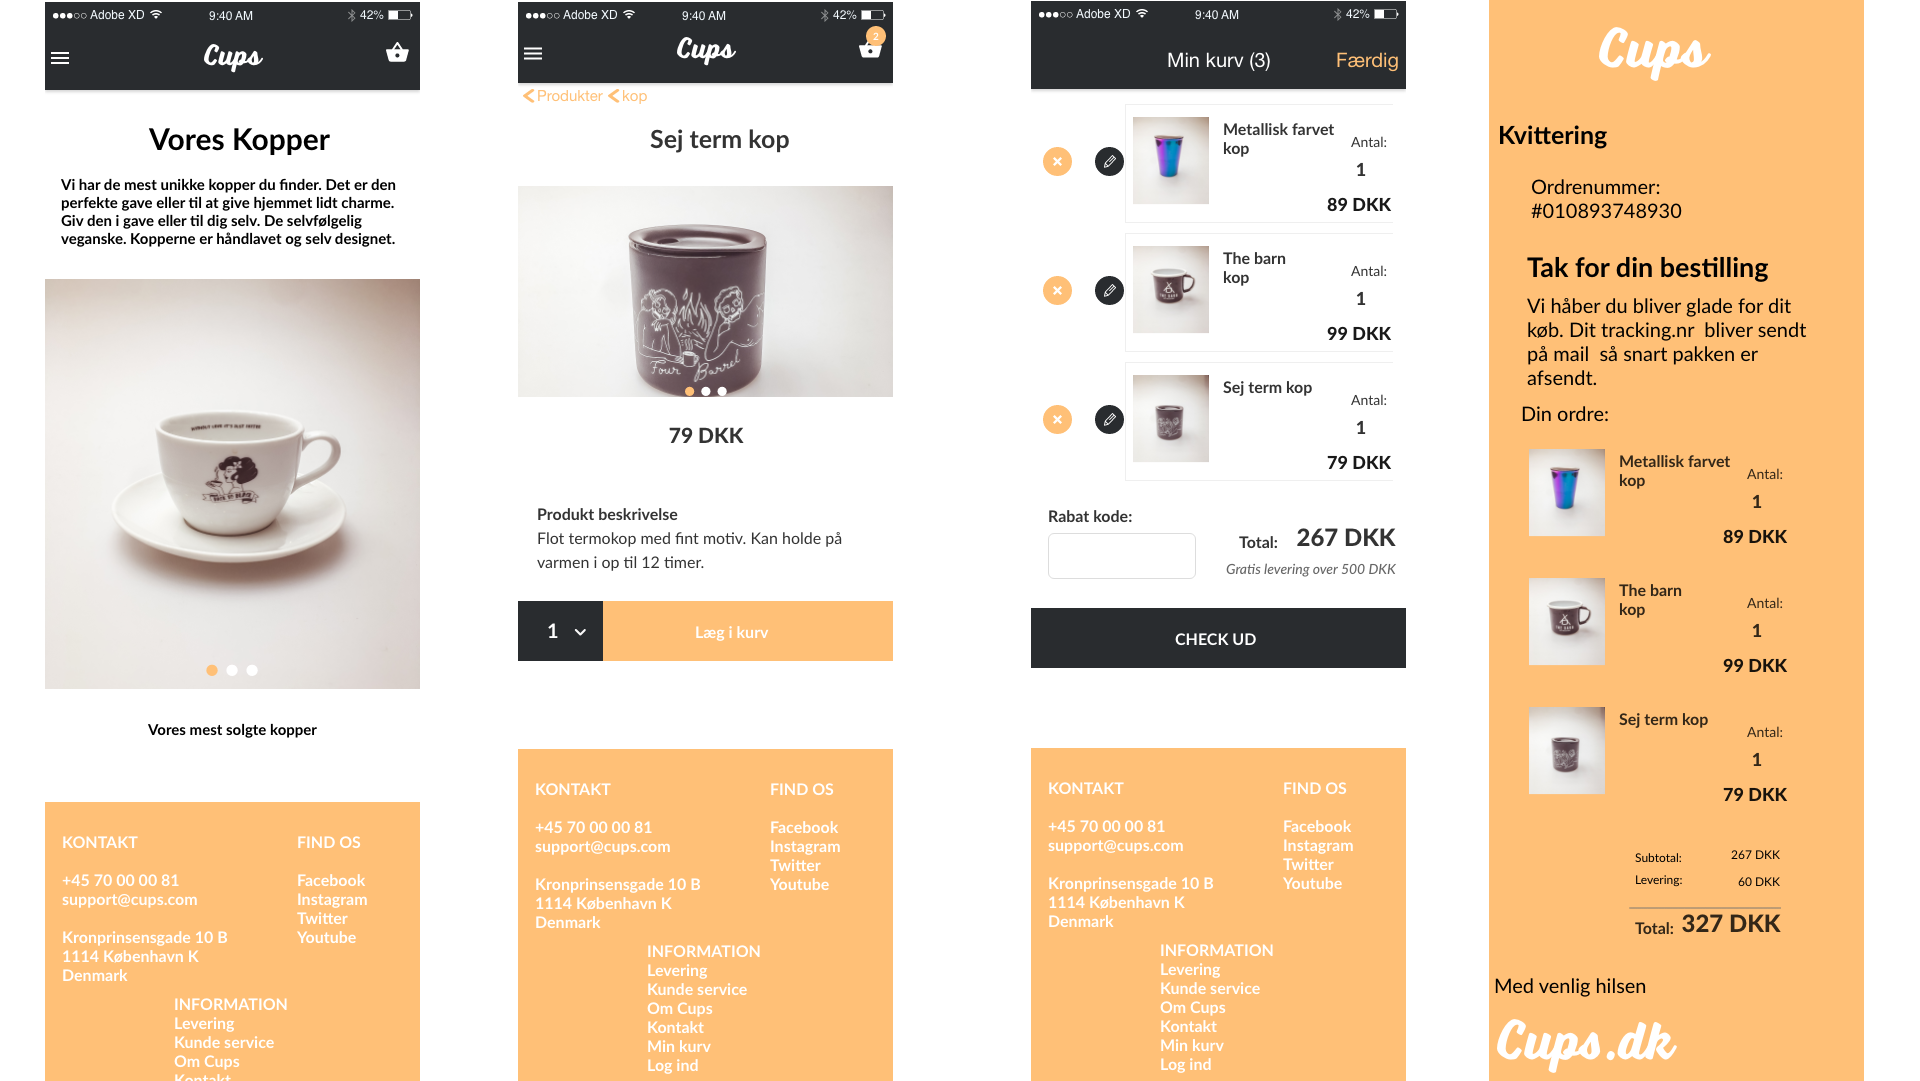 ●●●○○ Adobe XD
9:40 AM
42%
Cups
Vores Kopper
Vi har de mest unikke kopper du finder. Det er den
perfekte gave eller til at give hjemmet lidt charme.
Giv den i gave eller til dig selv. De selvfølgelig
veganske. Kopperne er håndlavet og selv designet.
Vores mest solgte kopper
KONTAKT
+45 70 00 00 81
support@cups.com
Kronprinsensgade 10 B
1114 København K
Denmark
FIND OS
Facebook
Instagram
Twitter
Youtube
INFORMATION
Levering
Kunde service
Om Cups
Kontakt
●●●○○ Adobe XD
9:40 AM
42%
Cups
2
Produkter
kop
Sej term kop
Four Barrel
79 DKK
Produkt beskrivelse
Flot termokop med fint motiv. Kan holde på
varmen i op til 12 timer.
1
Læg i kurv
KONTAKT
+45 70 00 00 81
support@cups.com
Kronprinsensgade 10 B
1114 København K
Denmark
FIND OS
Facebook
Instagram
Twitter
Youtube
INFORMATION
Levering
Kunde service
Om Cups
Kontakt
Min kurv
Log ind
●●●○○ Adobe XD
9:40 AM
42%
Min kurv (3)
Færdig
Metallisk farvet
kop
Antal:
1
89 DKK
The barn
kop
Antal:
1
99 DKK
Sej term kop
Antal:
1
79 DKK
Rabat kode:
Total: 267 DKK
Gratis levering over 500 DKK
CHECK UD
KONTAKT
+45 70 00 00 81
support@cups.com
Kronprinsensgade 10 B
1114 København K
Denmark
FIND OS
Facebook
Instagram
Twitter
Youtube
INFORMATION
Levering
Kunde service
Om Cups
Kontakt
Min kurv
Log ind
Cups
Kvittering
Ordrenummer:
#010893748930
Tak for din bestilling
Vi håber du bliver glade for dit
køb. Dit tracking.nr  bliver sendt
på mail  så snart pakken er
afsendt.
Din ordre:
Metallisk farvet
kop
Antal:
1
89 DKK
The barn
kop
Antal:
1
99 DKK
Sej term kop
Antal:
1
79 DKK
Subtotal: 267 DKK
Levering: 60 DKK
Total: 327 DKK
Med venlig hilsen
Cups.dk